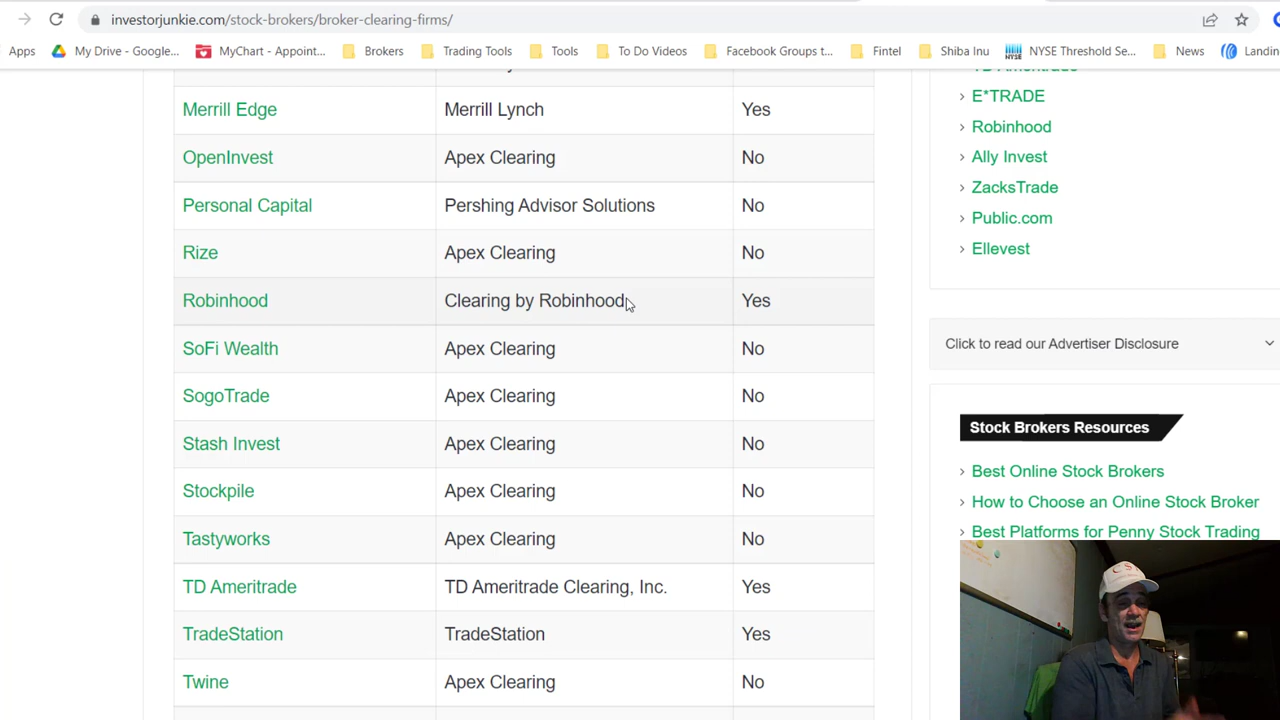 investorjunkie.com/stock-brokers/broker-clearing-firms/
Apps My Drive - Google... MyChart - Appoint... Brokers Trading Tools Tools To Do Videos Facebook Groups t... Fintel Shiba Inu NYSE Threshold Se... News Landin
Merrill Edge Merrill Lynch Yes
OpenInvest Apex Clearing No
Personal Capital Pershing Advisor Solutions No
Rize Apex Clearing No
Robinhood Clearing by Robinhood Yes
SoFi Wealth Apex Clearing No
SogoTrade Apex Clearing No
Stash Invest Apex Clearing No
Stockpile Apex Clearing No
Tastyworks Apex Clearing No
TD Ameritrade TD Ameritrade Clearing, Inc. Yes
TradeStation TradeStation Yes
Twine Apex Clearing No
TD Ameritrade
E*TRADE
Robinhood
Ally Invest
ZacksTrade
Public.com
Ellevest
Click to read our Advertiser Disclosure
Stock Brokers Resources
Best Online Stock Brokers
How to Choose an Online Stock Broker
Best Platforms for Penny Stock Trading